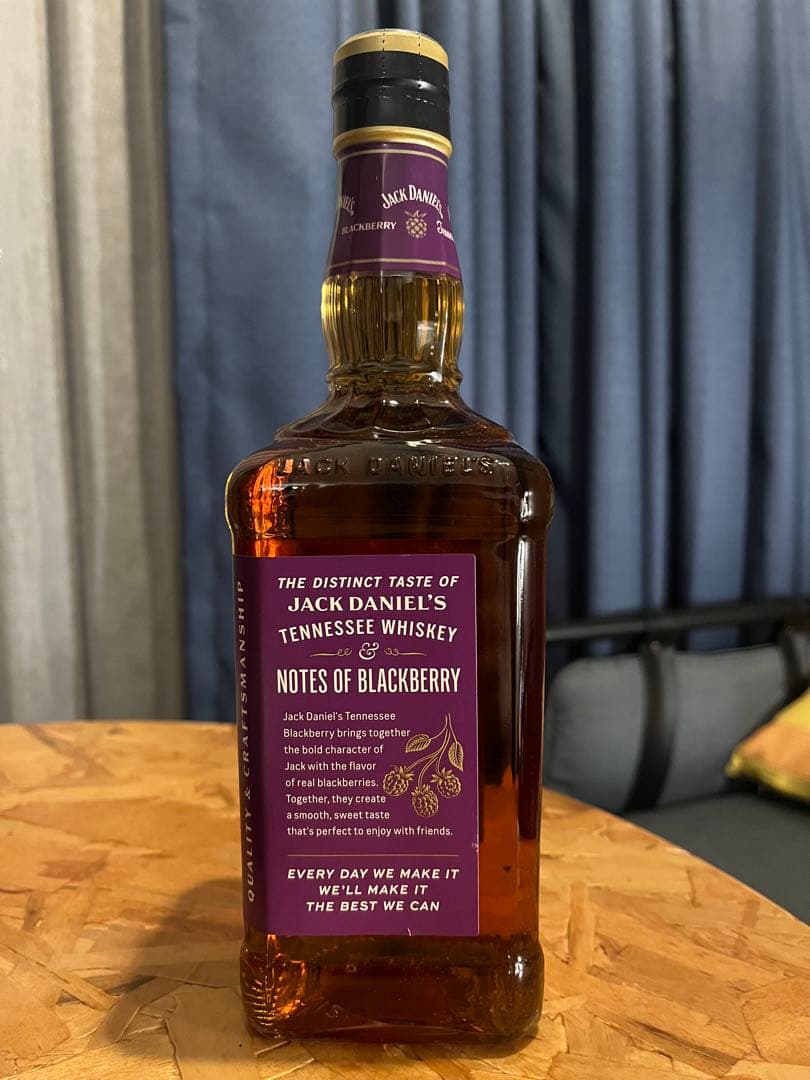 JACK DANIEL'S
BLACKBERRY
JACK DANIEL'S
THE DISTINCT TASTE OF
JACK DANIEL'S
TENNESSEE WHISKEY
&
NOTES OF BLACKBERRY
Jack Daniel's Tennessee
Blackberry brings together
the bold character of
Jack with the flavor
of real blackberries.
Together, they create
a smooth, sweet taste
that's perfect to enjoy with friends.
EVERY DAY WE MAKE IT
WE'LL MAKE IT
THE BEST WE CAN
QUALITY & CRAFTSMANSHIP